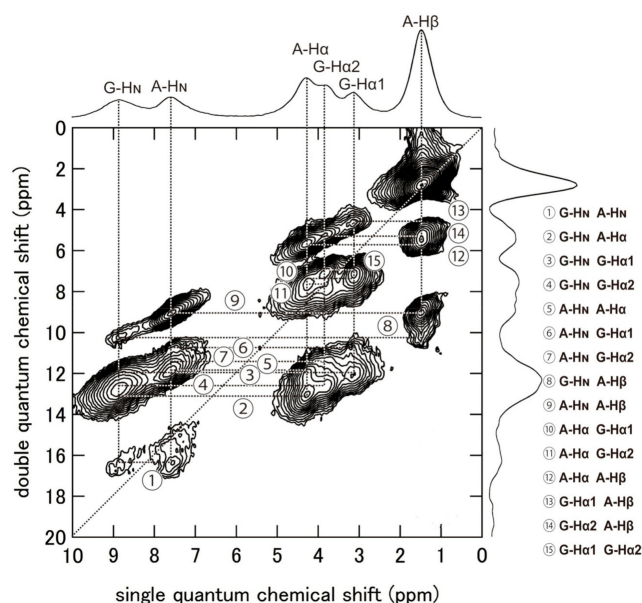 A-Hβ
A-Hα
G-Hα2
G-HN A-HN G-Hα1
0
2
4
6
8
10
12
14
16
18
20
double quantum chemical shift (ppm)
⑬
⑭
⑫
⑩ ⑮
⑪
⑨
⑧
⑥
⑦ ⑤
③
④
②
①
10 9 8 7 6 5 4 3 2 1 0
single quantum chemical shift (ppm)
① G-HN A-HN
② G-HN A-Hα
③ G-HN G-Hα1
④ G-HN G-Hα2
⑤ A-HN A-Hα
⑥ A-HN G-Hα1
⑦ A-HN G-Hα2
⑧ G-HN A-Hβ
⑨ A-HN A-Hβ
⑩ A-Hα G-Hα1
⑪ A-Hα G-Hα2
⑫ A-Hα A-Hβ
⑬ G-Hα1 A-Hβ
⑭ G-Hα2 A-Hβ
⑮ G-Hα1 G-Hα2